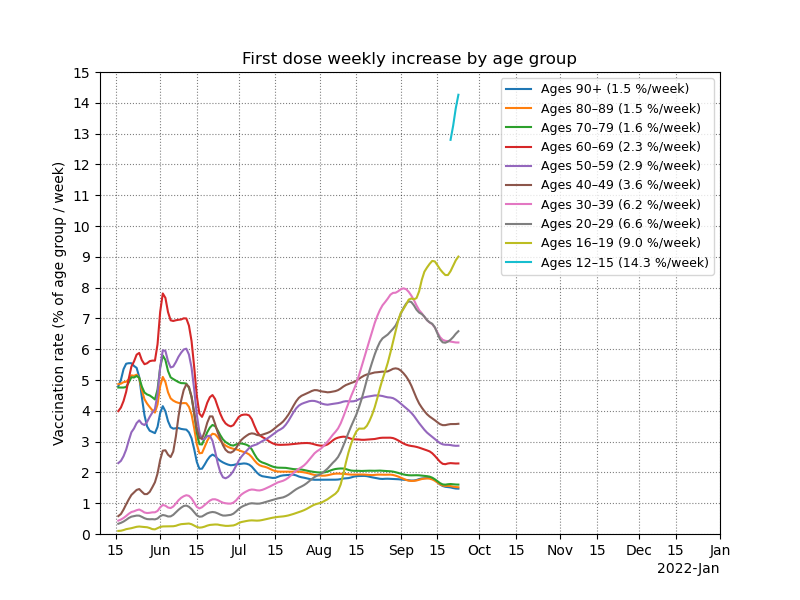 First dose weekly increase by age group
Vaccination rate (% of age group / week)
15
14
13
12
11
10
9
8
7
6
5
4
3
2
1
0
Ages 90+ (1.5 %/week)
Ages 80–89 (1.5 %/week)
Ages 70–79 (1.6 %/week)
Ages 60–69 (2.3 %/week)
Ages 50–59 (2.9 %/week)
Ages 40–49 (3.6 %/week)
Ages 30–39 (6.2 %/week)
Ages 20–29 (6.6 %/week)
Ages 16–19 (9.0 %/week)
Ages 12–15 (14.3 %/week)
15 Jun 15 Jul 15 Aug 15 Sep 15 Oct 15 Nov 15 Dec 15 Jan
2022-Jan